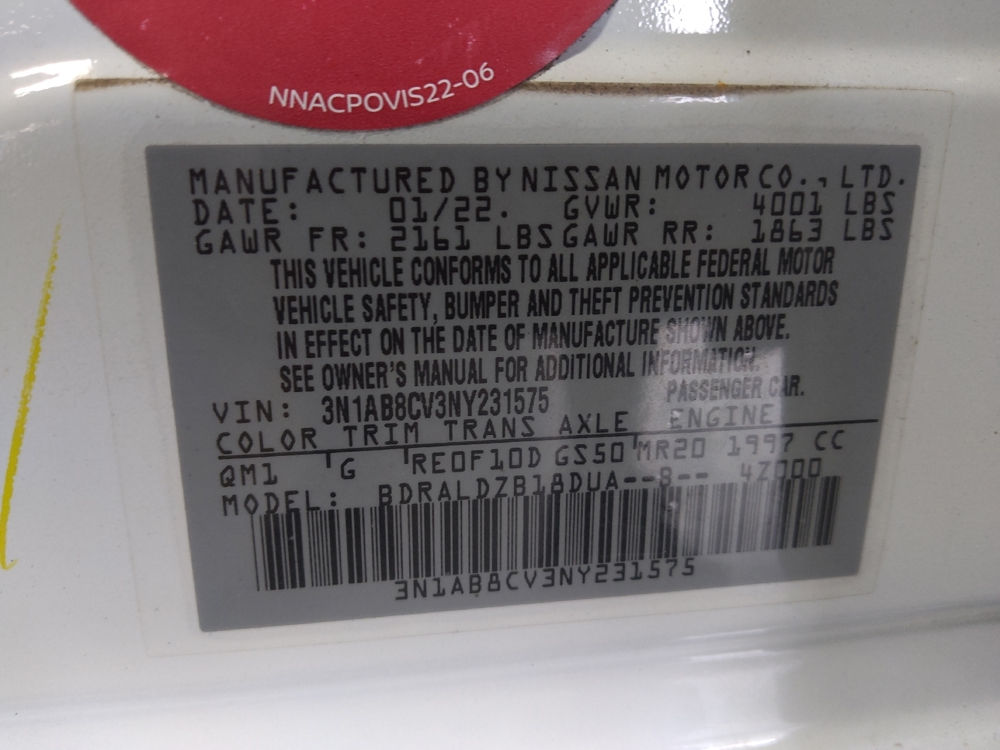 NNACPOVIS22-06
MANUFACTURED BY NISSAN MOTOR CO., LTD.
DATE: 01/22. GVWR: 4001 LBS
GAWR FR: 2161 LBS GAWR RR: 1863 LBS
THIS VEHICLE CONFORMS TO ALL APPLICABLE FEDERAL MOTOR
VEHICLE SAFETY, BUMPER AND THEFT PREVENTION STANDARDS
IN EFFECT ON THE DATE OF MANUFACTURE SHOWN ABOVE.
SEE OWNER'S MANUAL FOR ADDITIONAL INFORMATION.
PASSENGER CAR.
VIN: 3N1AB8CV3NY231575
COLOR TRIM TRANS AXLE ENGINE
QM1 G RE0F10D GS50 MR20 1997 CC
MODEL: BDRALDZB18DUA--8-- 4Z000
3N1AB8CV3NY231575